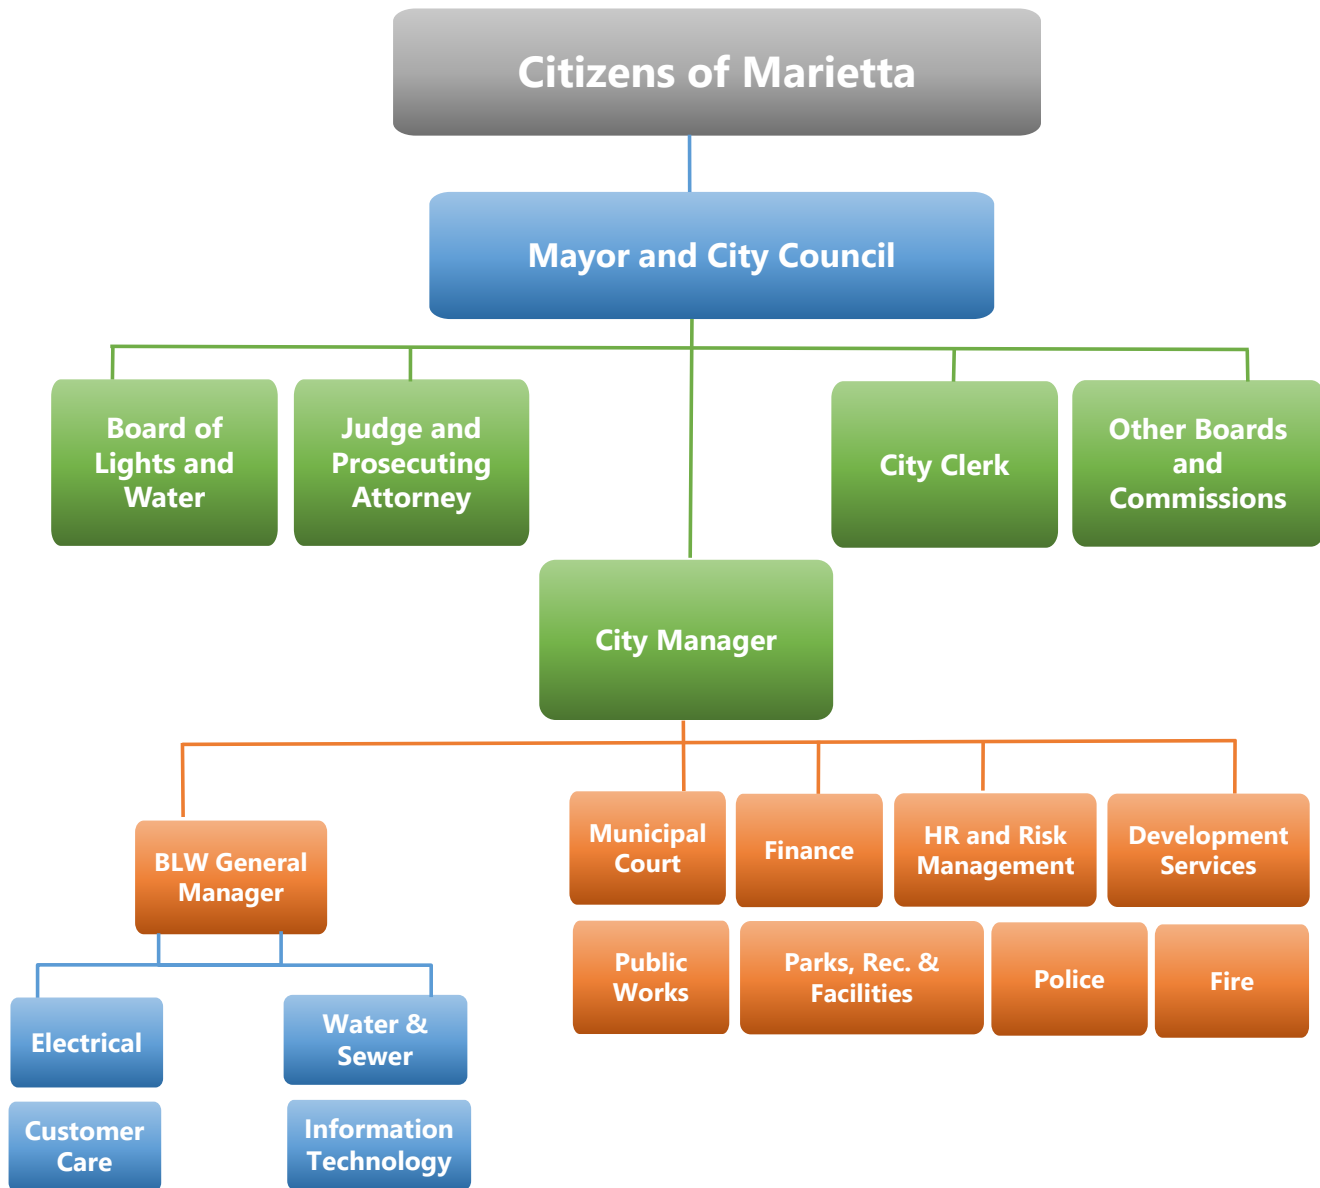 Citizens of Marietta
Mayor and City Council
Board of
Lights and
Water
Judge and
Prosecuting
Attorney
City Clerk
Other Boards
and
Commissions
City Manager
BLW General
Manager
Municipal
Court
Finance
HR and Risk
Management
Development
Services
Public
Works
Parks, Rec. &
Facilities
Police
Fire
Electrical
Water &
Sewer
Customer
Care
Information
Technology